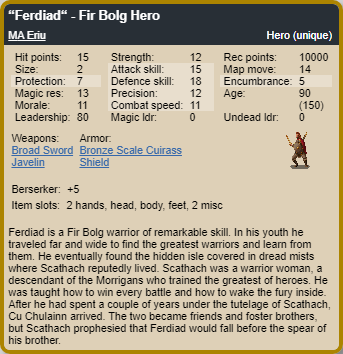 “Ferdiad“ - Fir Bolg Hero
MA Eriu Hero (unique)
Hit points: 15 Strength: 12 Rec points: 10000
Size: 2 Attack skill: 15 Map move: 14
Protection: 7 Defence skill: 18 Encumbrance: 5
Magic res: 13 Precision: 12 Age: 90
Morale: 11 Combat speed: 11 (150)
Leadership: 80 Magic ldr: 0 Undead ldr: 0
Weapons: Armor:
Broad Sword Bronze Scale Cuirass
Javelin Shield
Berserker: +5
Item slots: 2 hands, head, body, feet, 2 misc
Ferdiad is a Fir Bolg warrior of remarkable skill. In his youth he
traveled far and wide to find the greatest warriors and learn from
them. He eventually found the hidden isle covered in dread mists
where Scathach reputedly lived. Scathach was a warrior woman, a
descendant of the Morrigans who trained the greatest of heroes. He
was taught how to win every battle and how to wake the fury inside.
After he had spent a couple of years under the tutelage of Scathach,
Cu Chulainn arrived. The two became friends and foster brothers,
but Scathach prophesied that Ferdiad would fall before the spear of
his brother.